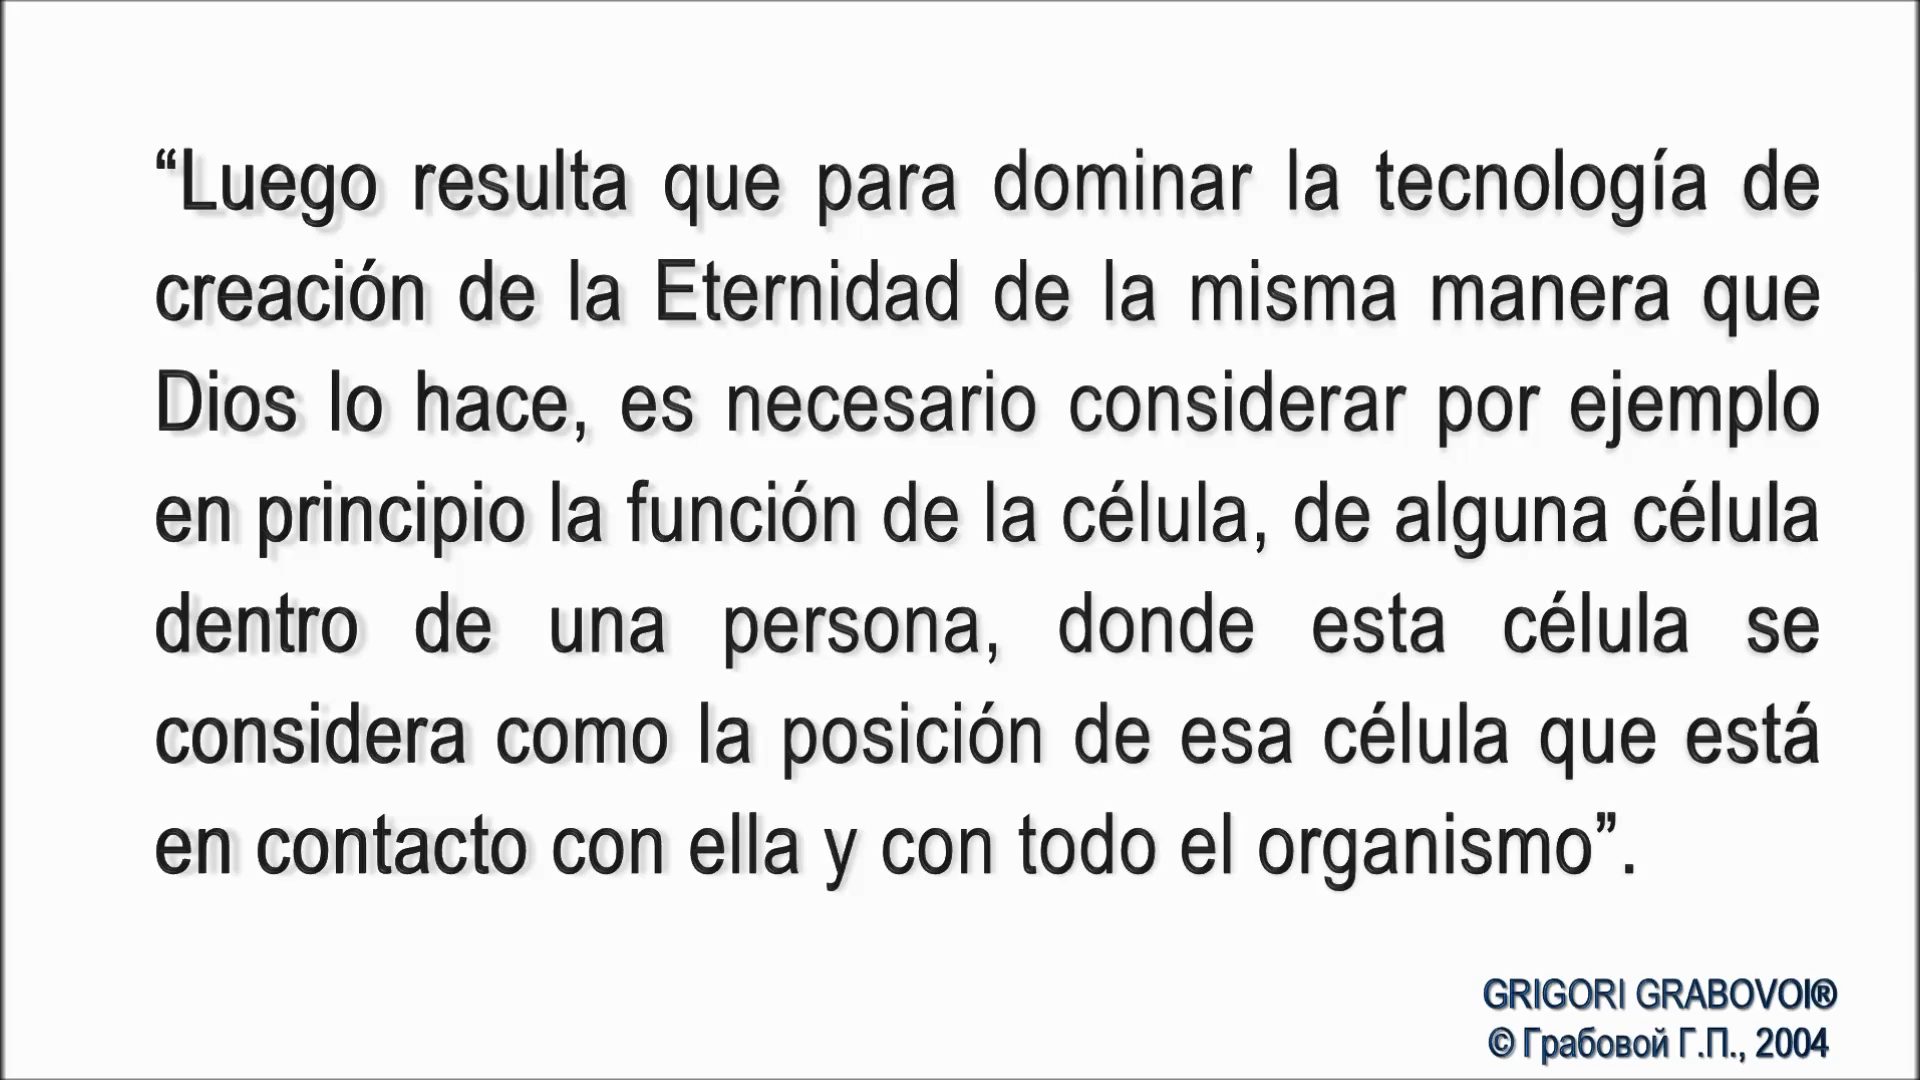 “Luego resulta que para dominar la tecnología de
creación de la Eternidad de la misma manera que
Dios lo hace, es necesario considerar por ejemplo
en principio la función de la célula, de alguna célula
dentro de una persona, donde esta célula se
considera como la posición de esa célula que está
en contacto con ella y con todo el organismo”.
GRIGORI GRABOVOI®
© Грабовой Г.П., 2004